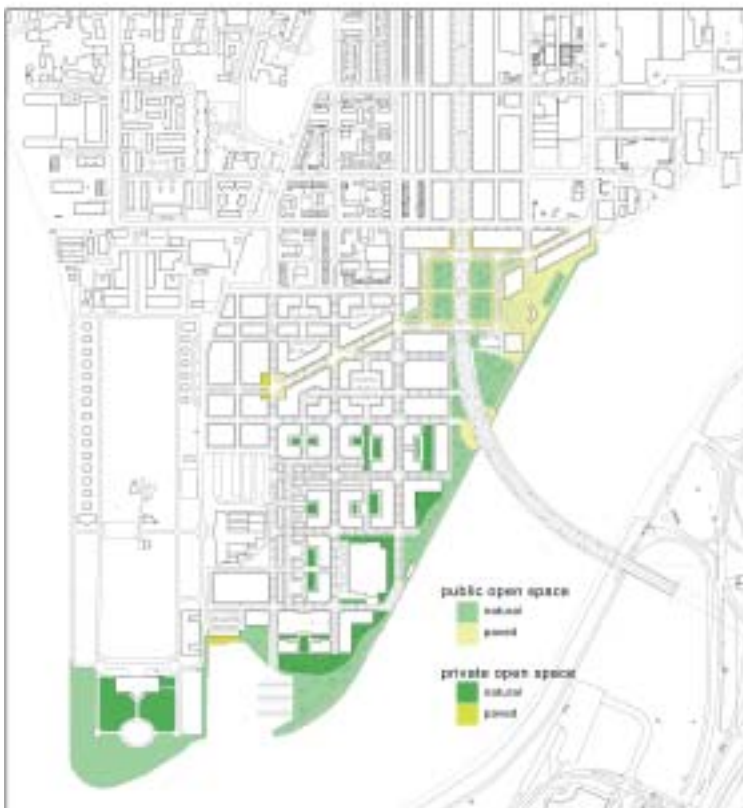 public open space
natural
paved
private open space
natural
paved